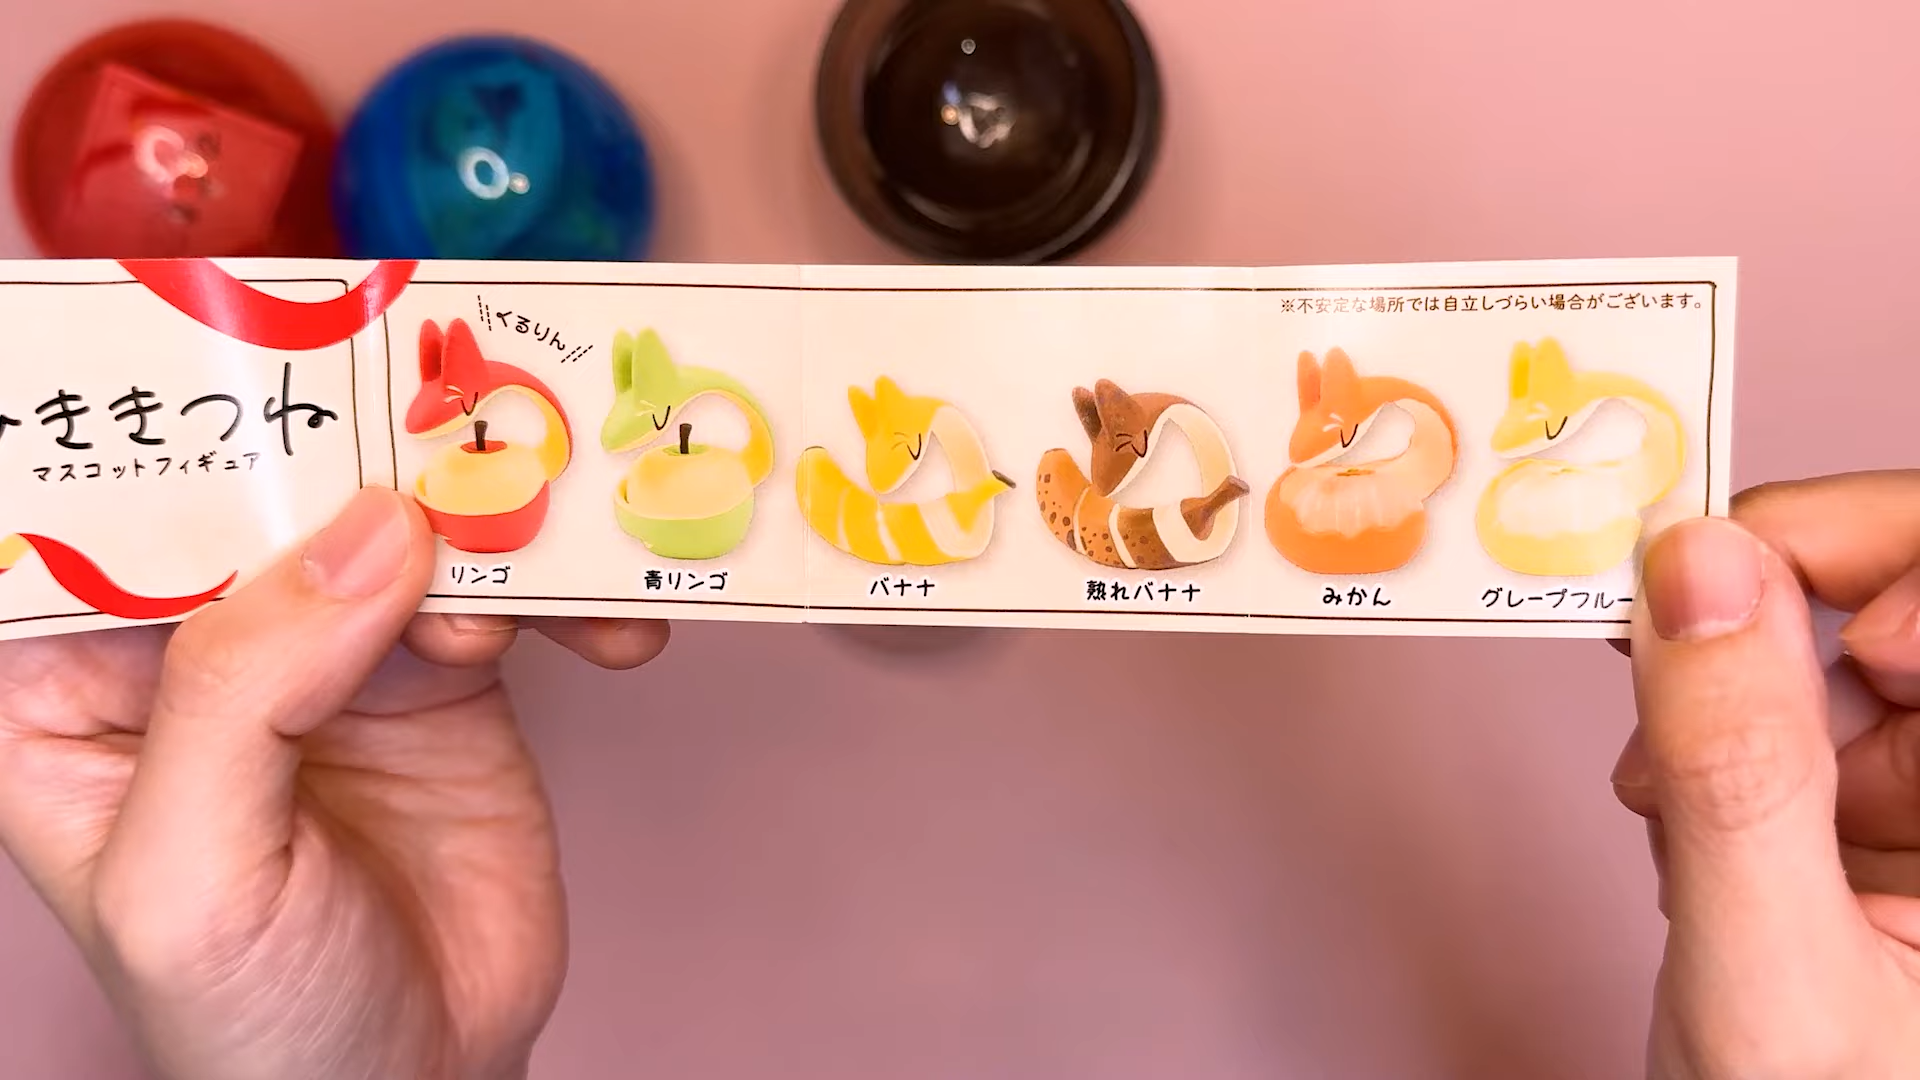 ききつね
マスコットフィギュア
くるりん
※不安定な場所では自立しづらい場合がございます。
リンゴ
青リンゴ
バナナ
熟れバナナ
みかん
グレープフルー